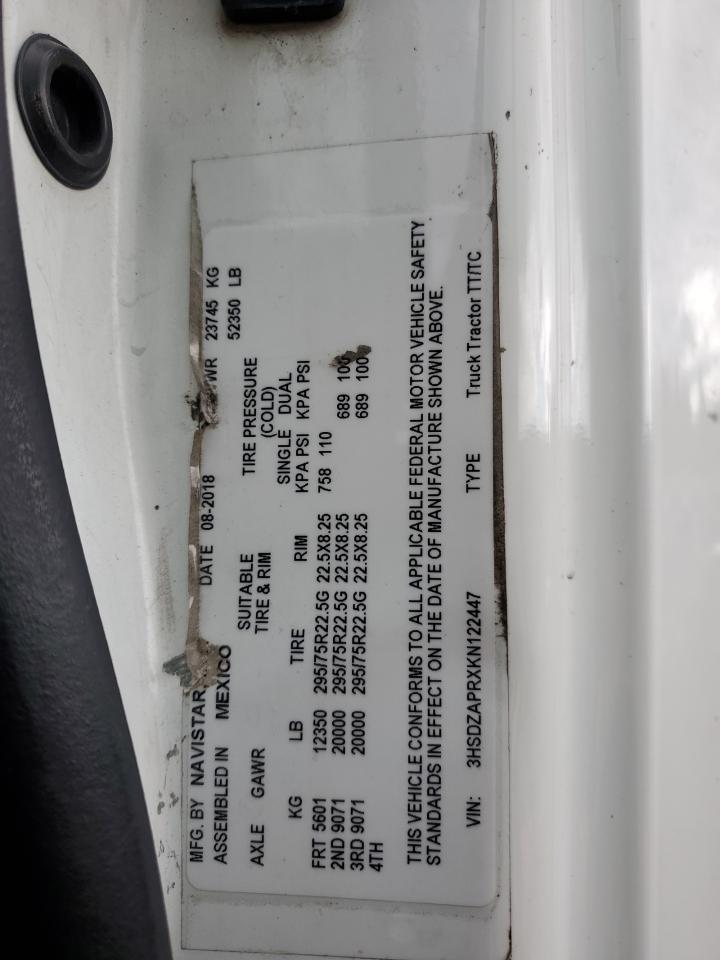 MFG. BY NAVISTAR DATE 08-2018 WR 23745 KG
ASSEMBLED IN MEXICO 52350 LB
SUITABLE TIRE PRESSURE
AXLE GAWR TIRE & RIM (COLD)
SINGLE DUAL
KG LB TIRE RIM KPA PSI KPA PSI
FRT 5601 12350 295/75R22.5G 22.5X8.25 758 110
2ND 9071 20000 295/75R22.5G 22.5X8.25 689 100
3RD 9071 20000 295/75R22.5G 22.5X8.25 689 100
4TH
THIS VEHICLE CONFORMS TO ALL APPLICABLE FEDERAL MOTOR VEHICLE SAFETY
STANDARDS IN EFFECT ON THE DATE OF MANUFACTURE SHOWN ABOVE.
VIN: 3HSDZAPRXKN122447 TYPE Truck Tractor TT/TC